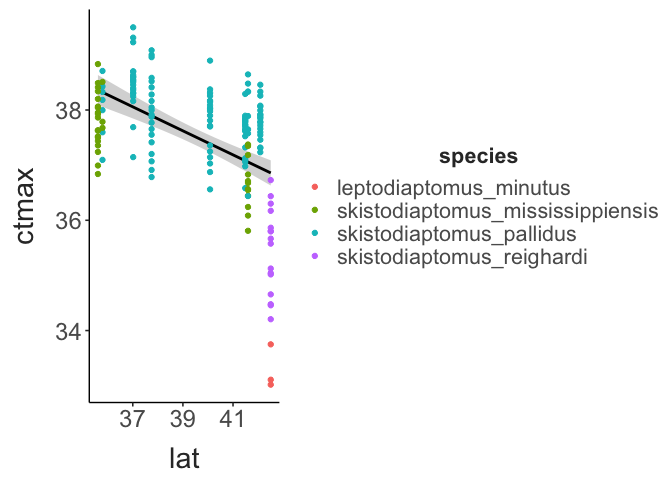 38
36
34
ctmax
37 39 41
lat
species
leptodiaptomus_minutus
skistodiaptomus_mississippiensis
skistodiaptomus_pallidus
skistodiaptomus_reighardi